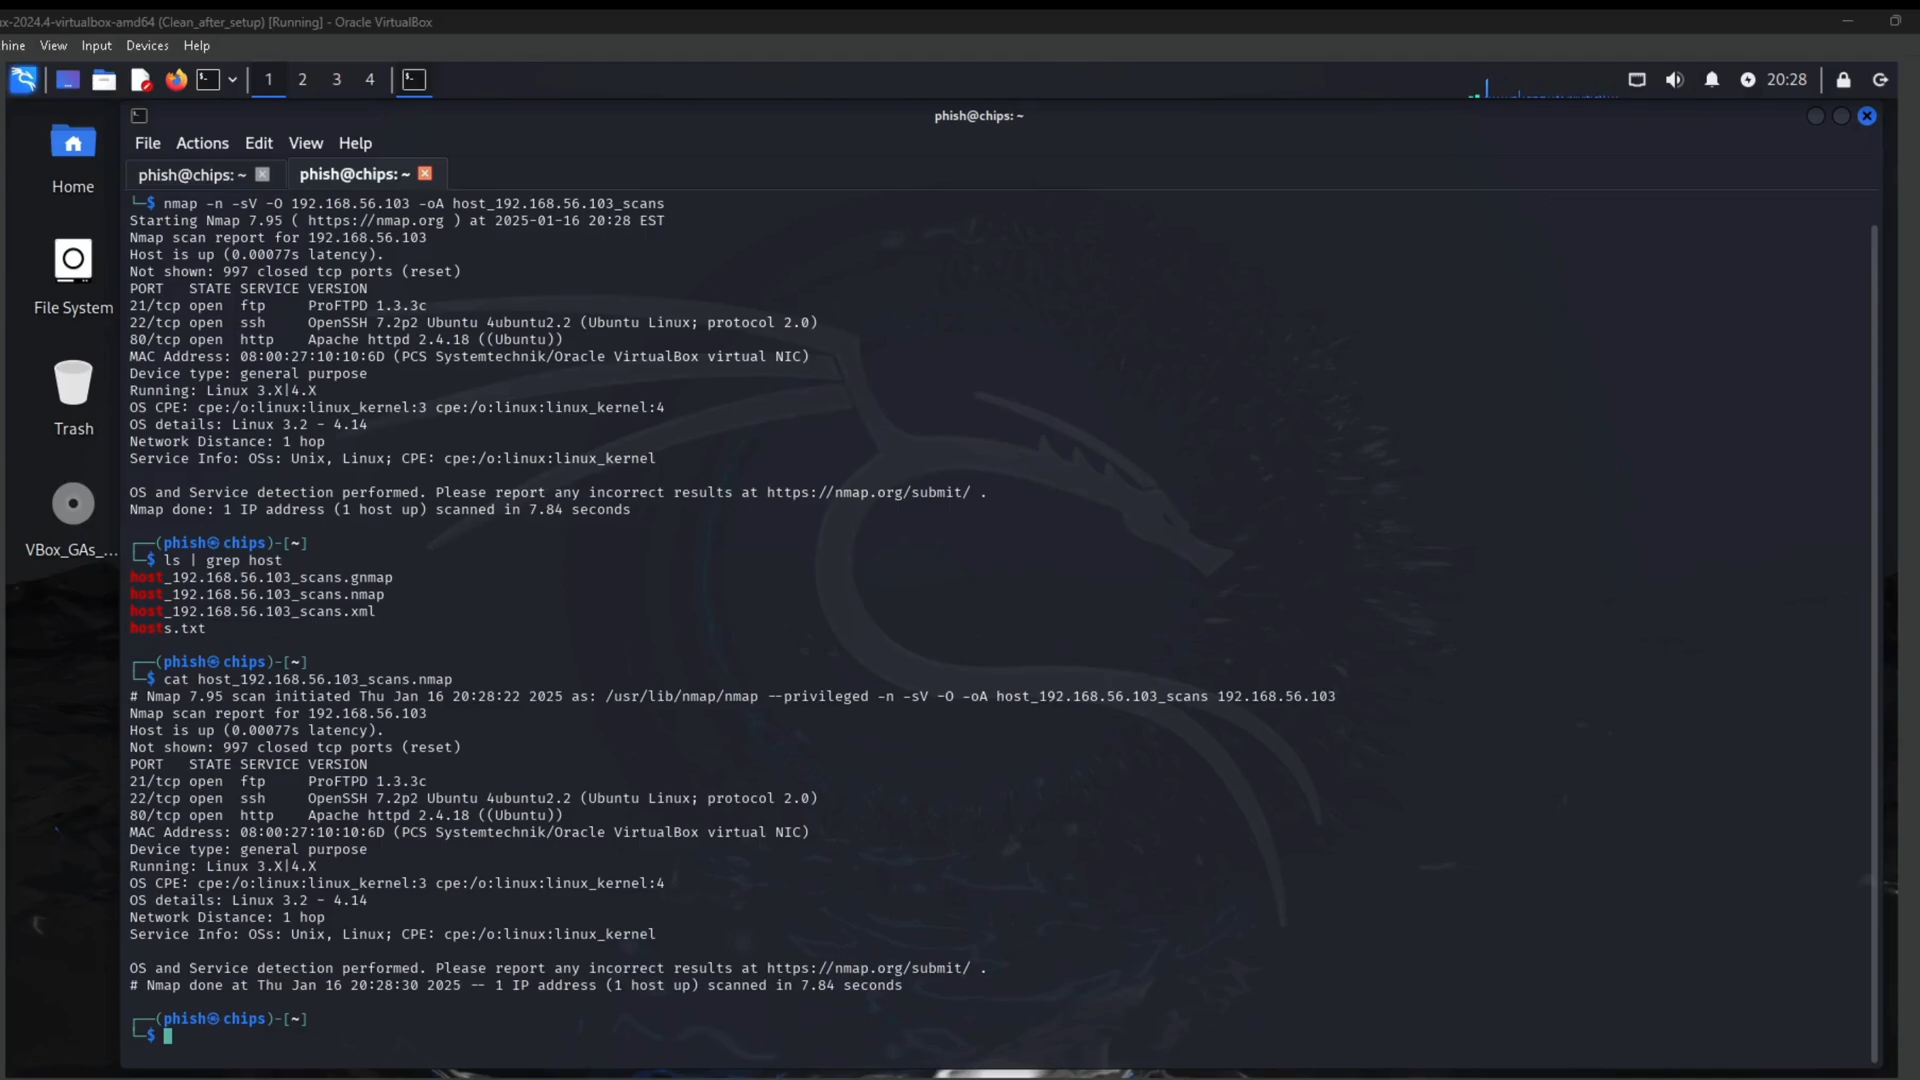 ux-2024.4-virtualbox-amd64 (Clean_after_setup) [Running] - Oracle VirtualBox
hine View Input Devices Help
1 2 3 4
20:28
phish@chips: ~
File Actions Edit View Help
phish@chips: ~
phish@chips: ~
Home
File System
Trash
VBox_GAs_...
└─$ nmap -n -sV -O 192.168.56.103 -oA host_192.168.56.103_scans
Starting Nmap 7.95 ( https://nmap.org ) at 2025-01-16 20:28 EST
Nmap scan report for 192.168.56.103
Host is up (0.00077s latency).
Not shown: 997 closed tcp ports (reset)
PORT   STATE SERVICE VERSION
21/tcp open  ftp     ProFTPD 1.3.3c
22/tcp open  ssh     OpenSSH 7.2p2 Ubuntu 4ubuntu2.2 (Ubuntu Linux; protocol 2.0)
80/tcp open  http    Apache httpd 2.4.18 ((Ubuntu))
MAC Address: 08:00:27:10:10:6D (PCS Systemtechnik/Oracle VirtualBox virtual NIC)
Device type: general purpose
Running: Linux 3.X|4.X
OS CPE: cpe:/o:linux:linux_kernel:3 cpe:/o:linux:linux_kernel:4
OS details: Linux 3.2 - 4.14
Network Distance: 1 hop
Service Info: OSs: Unix, Linux; CPE: cpe:/o:linux:linux_kernel
OS and Service detection performed. Please report any incorrect results at https://nmap.org/submit/ .
Nmap done: 1 IP address (1 host up) scanned in 7.84 seconds
┌──(phish㉿chips)-[~]
└─$ ls | grep host
host_192.168.56.103_scans.gnmap
host_192.168.56.103_scans.nmap
host_192.168.56.103_scans.xml
hosts.txt
┌──(phish㉿chips)-[~]
└─$ cat host_192.168.56.103_scans.nmap
# Nmap 7.95 scan initiated Thu Jan 16 20:28:22 2025 as: /usr/lib/nmap/nmap --privileged -n -sV -O -oA host_192.168.56.103_scans 192.168.56.103
Nmap scan report for 192.168.56.103
Host is up (0.00077s latency).
Not shown: 997 closed tcp ports (reset)
PORT   STATE SERVICE VERSION
21/tcp open  ftp     ProFTPD 1.3.3c
22/tcp open  ssh     OpenSSH 7.2p2 Ubuntu 4ubuntu2.2 (Ubuntu Linux; protocol 2.0)
80/tcp open  http    Apache httpd 2.4.18 ((Ubuntu))
MAC Address: 08:00:27:10:10:6D (PCS Systemtechnik/Oracle VirtualBox virtual NIC)
Device type: general purpose
Running: Linux 3.X|4.X
OS CPE: cpe:/o:linux:linux_kernel:3 cpe:/o:linux:linux_kernel:4
OS details: Linux 3.2 - 4.14
Network Distance: 1 hop
Service Info: OSs: Unix, Linux; CPE: cpe:/o:linux:linux_kernel
OS and Service detection performed. Please report any incorrect results at https://nmap.org/submit/ .
# Nmap done at Thu Jan 16 20:28:30 2025 -- 1 IP address (1 host up) scanned in 7.84 seconds
┌──(phish㉿chips)-[~]
└─$